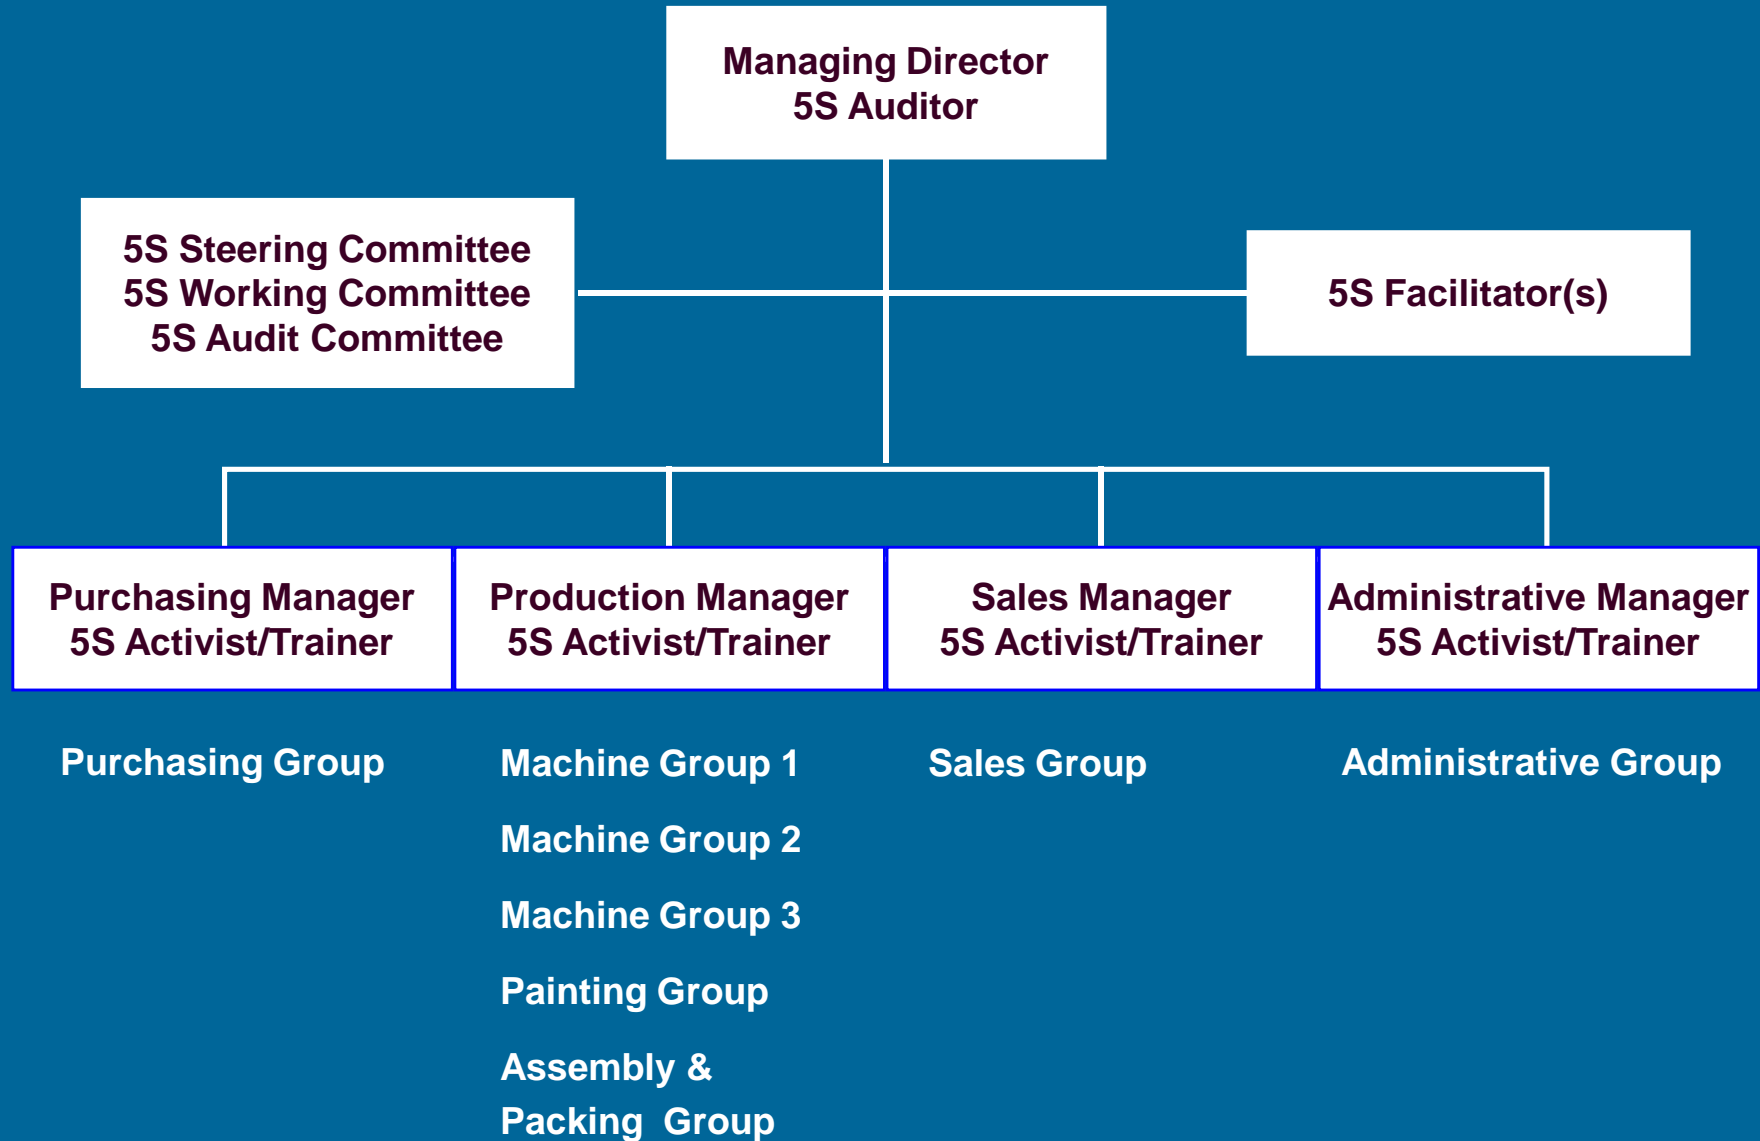 Managing Director
5S Auditor
5S Steering Committee
5S Working Committee
5S Audit Committee
5S Facilitator(s)
Purchasing Manager
5S Activist/Trainer
Production Manager
5S Activist/Trainer
Sales Manager
5S Activist/Trainer
Administrative Manager
5S Activist/Trainer
Purchasing Group
Machine Group 1
Machine Group 2
Machine Group 3
Painting Group
Assembly &
Packing Group
Sales Group
Administrative Group